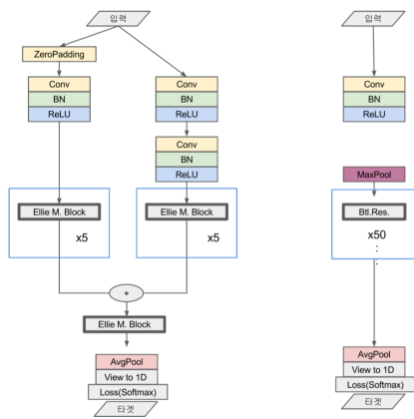 입력
ZeroPadding
Conv
BN
ReLU
Conv
BN
ReLU
Conv
BN
ReLU
Ellie M. Block
x5
Ellie M. Block
x5
+
Ellie M. Block
AvgPool
View to 1D
Loss(Softmax)
타겟
입력
Conv
BN
ReLU
MaxPool
Btl.Res.
x50
:
:
AvgPool
View to 1D
Loss(Softmax)
타겟